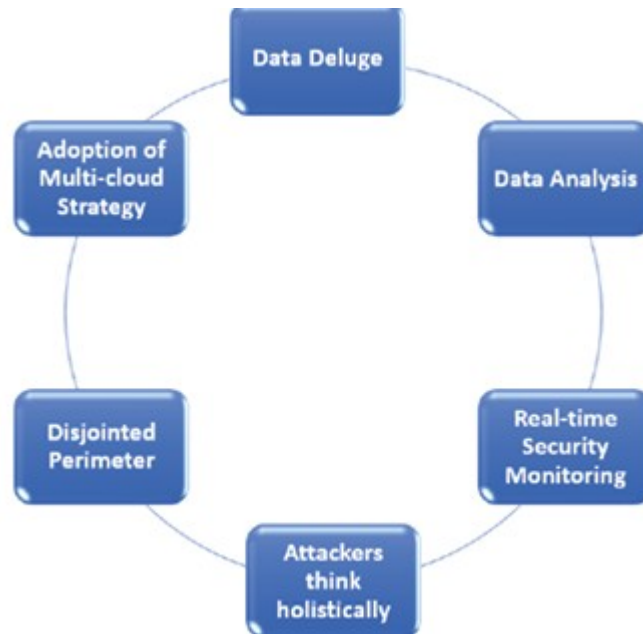 Data Deluge
Adoption of
Multi-cloud
Strategy
Data Analysis
Disjointed
Perimeter
Real-time
Security
Monitoring
Attackers
think
holistically